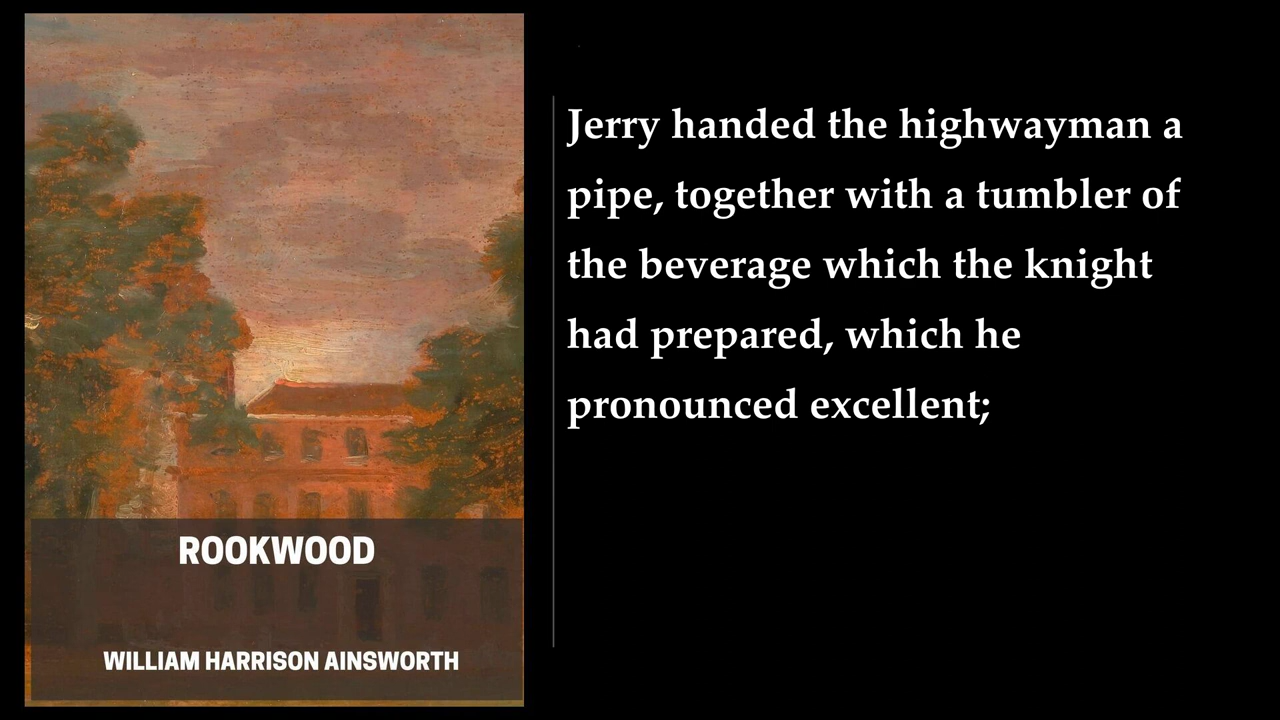 ROOKWOOD
WILLIAM HARRISON AINSWORTH
Jerry handed the highwayman a
pipe, together with a tumbler of
the beverage which the knight
had prepared, which he
pronounced excellent;